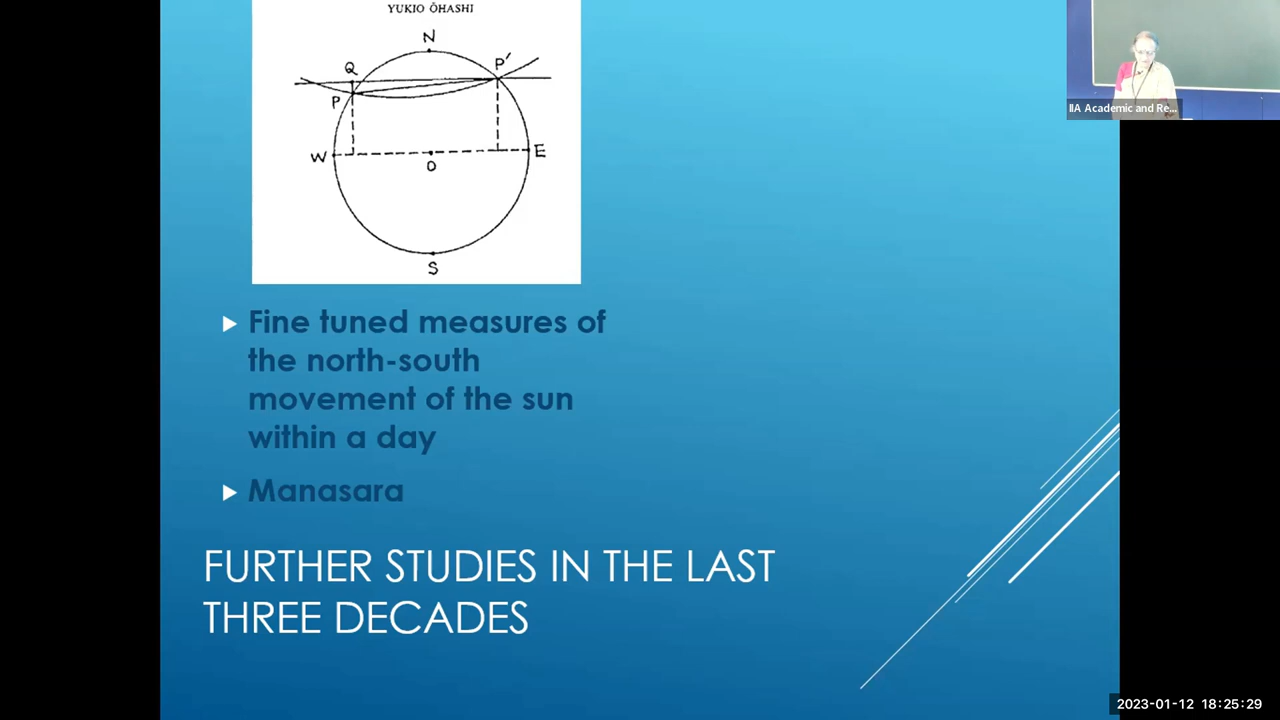 YUKIO ŌHASHI
N
Q
P′
P
W
E
O
S
Fine tuned measures of
the north-south
movement of the sun
within a day
Manasara
FURTHER STUDIES IN THE LAST
THREE DECADES
IIA Academic and Re...
2023-01-12 18:25:29